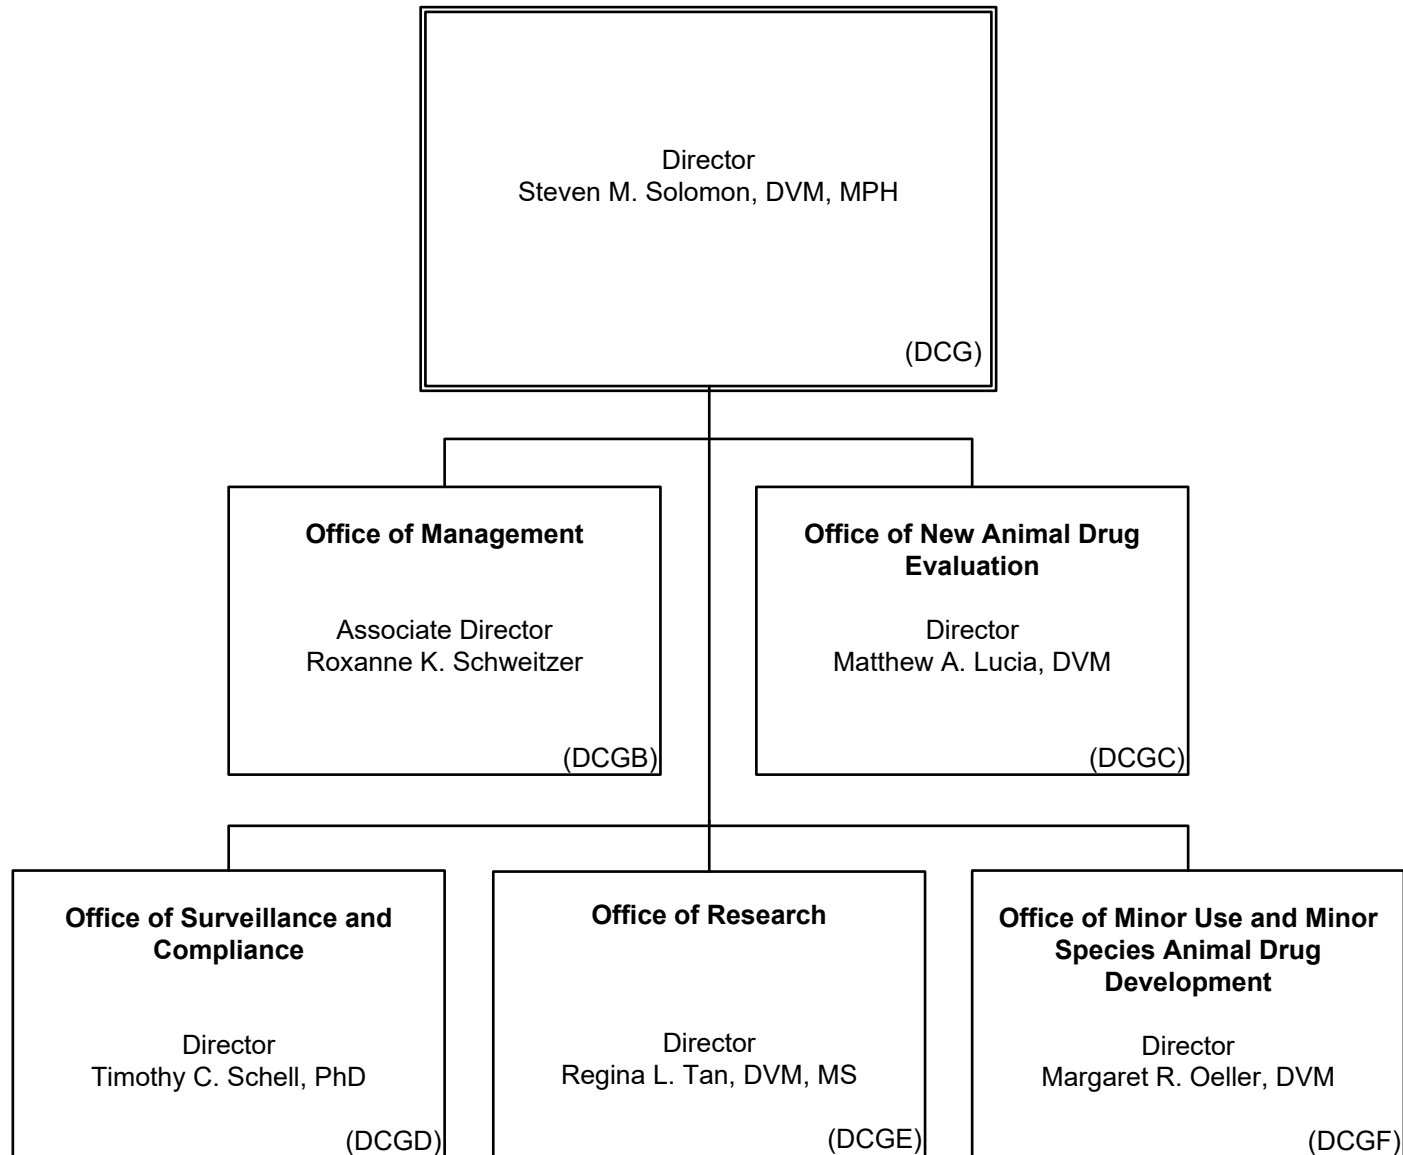 Director
Steven M. Solomon, DVM, MPH
(DCG)
Office of Management
Associate Director
Roxanne K. Schweitzer
(DCGB)
Office of New Animal Drug
Evaluation
Director
Matthew A. Lucia, DVM
(DCGC)
Office of Surveillance and
Compliance
Director
Timothy C. Schell, PhD
(DCGD)
Office of Research
Director
Regina L. Tan, DVM, MS
(DCGE)
Office of Minor Use and Minor
Species Animal Drug
Development
Director
Margaret R. Oeller, DVM
(DCGF)